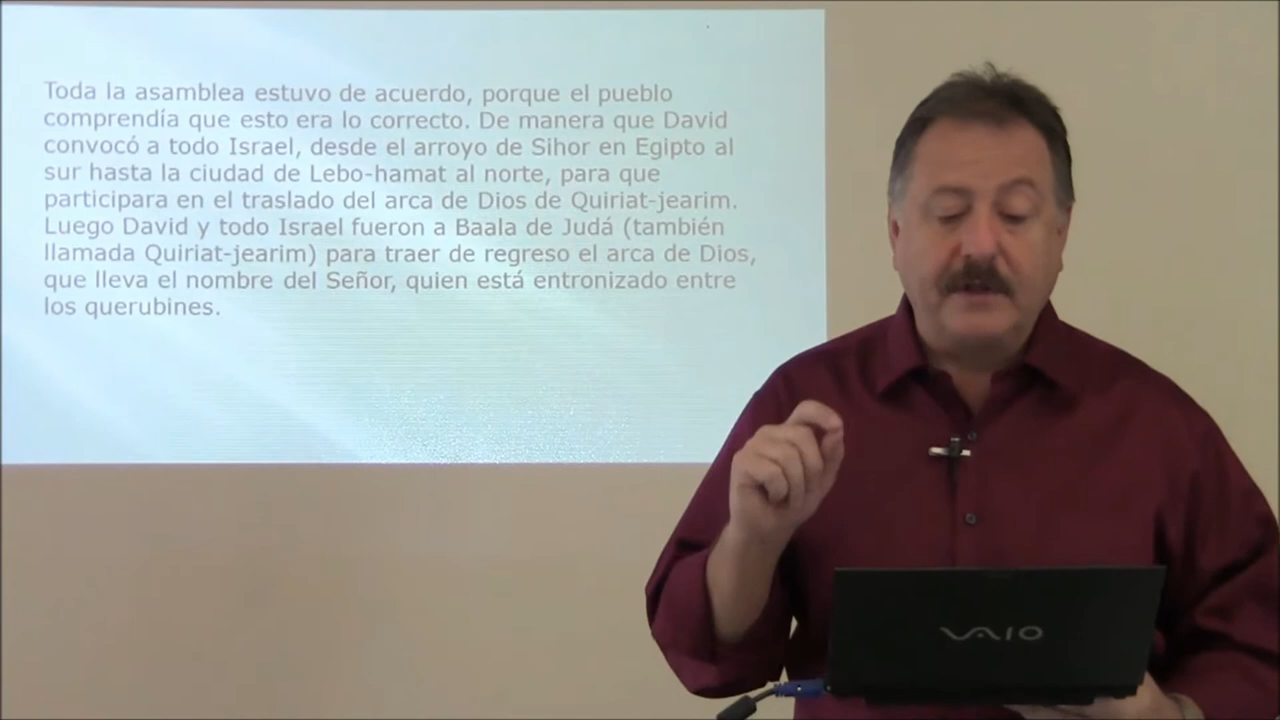 Toda la asamblea estuvo de acuerdo, porque el pueblo
comprendía que esto era lo correcto. De manera que David
convocó a todo Israel, desde el arroyo de Sihor en Egipto al
sur hasta la ciudad de Lebo-hamat al norte, para que
participara en el traslado del arca de Dios de Quiriat-jearim.
Luego David y todo Israel fueron a Baala de Judá (también
llamada Quiriat-jearim) para traer de regreso el arca de Dios,
que lleva el nombre del Señor, quien está entronizado entre
los querubines.
VAIO